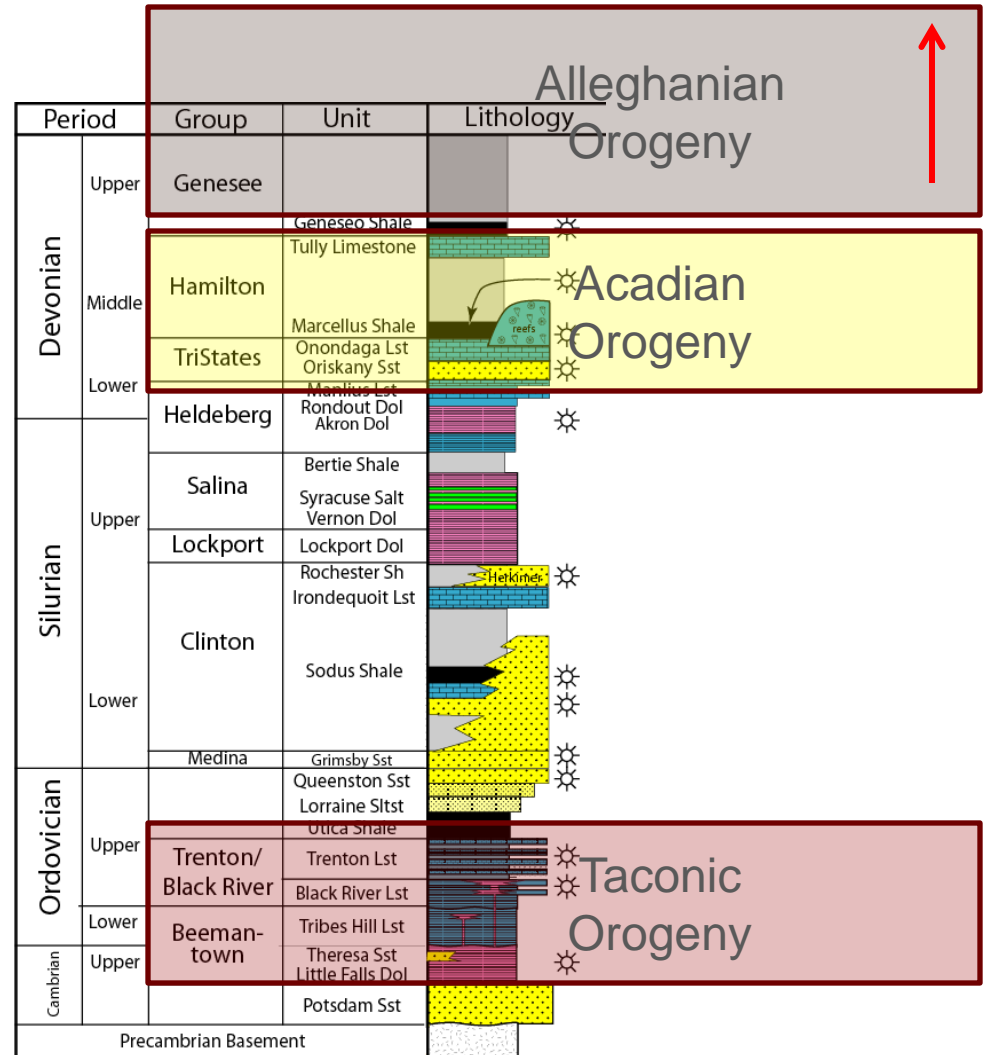 Alleghanian
Orogeny
Period Group Unit Lithology
Devonian
Upper Genesee
Geneseo Shale
Tully Limestone
Hamilton
Acadian
Orogeny
Middle
Marcellus Shale
reefs
TriStates
Onondaga Lst
Oriskany Sst
Lower
Manlius Lst
Heldeberg
Rondout Dol
Akron Dol
Silurian
Bertie Shale
Salina
Syracuse Salt
Upper
Vernon Dol
Lockport
Lockport Dol
Rochester Sh
Herkimer
Irondequoit Lst
Clinton
Sodus Shale
Lower
Medina
Grimsby Sst
Ordovician
Queenston Sst
Lorraine Sltst
Utica Shale
Upper
Trenton/
Black River
Trenton Lst
Black River Lst
Taconic
Orogeny
Lower
Beeman-
town
Tribes Hill Lst
Cambrian
Upper
Theresa Sst
Little Falls Dol
Potsdam Sst
Precambrian Basement